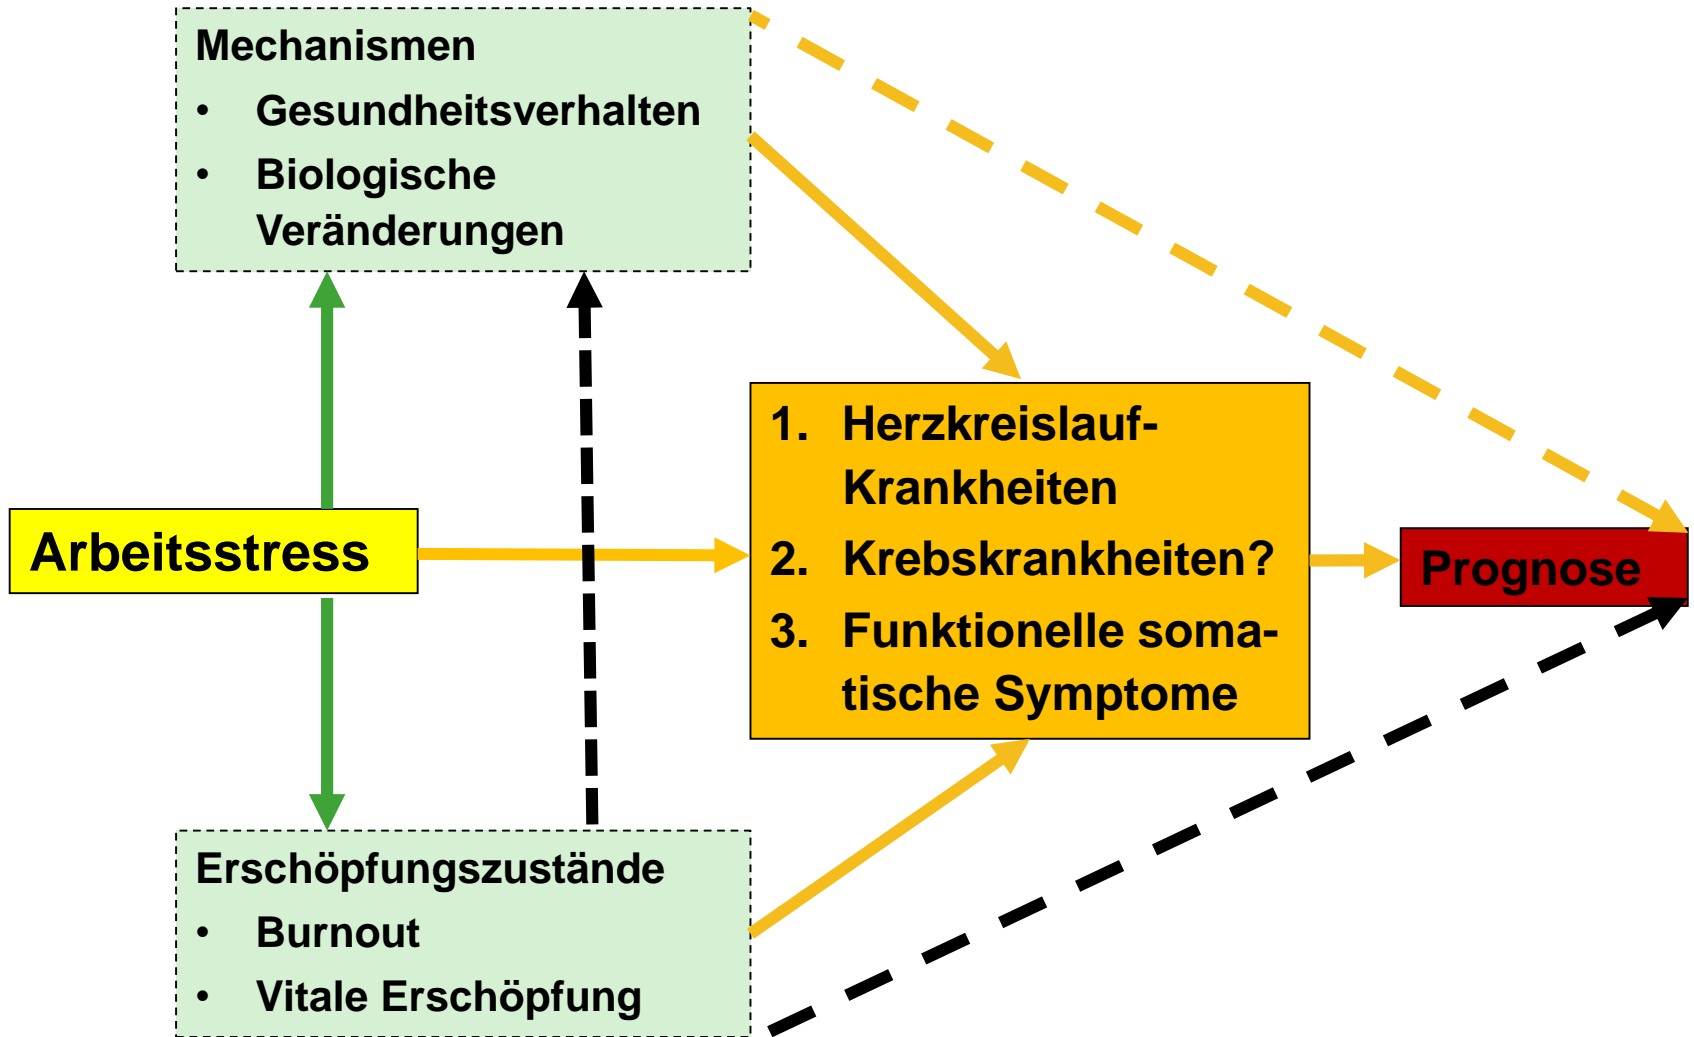 Mechanismen
• Gesundheitsverhalten
• Biologische
Veränderungen
Arbeitsstress
1. Herzkreislauf-
Krankheiten
2. Krebskrankheiten?
3. Funktionelle soma-
tische Symptome
Prognose
Erschöpfungszustände
• Burnout
• Vitale Erschöpfung